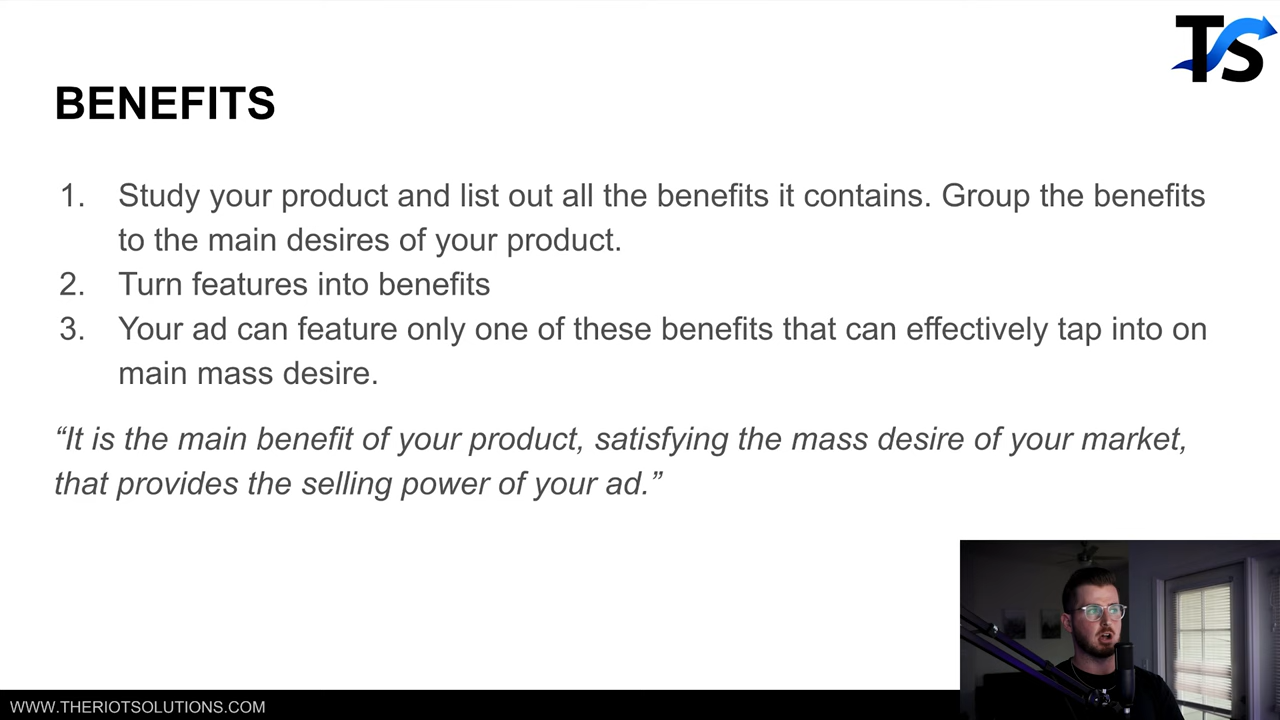 TS
BENEFITS
1. Study your product and list out all the benefits it contains. Group the benefits
to the main desires of your product.
2. Turn features into benefits
3. Your ad can feature only one of these benefits that can effectively tap into on
main mass desire.
“It is the main benefit of your product, satisfying the mass desire of your market,
that provides the selling power of your ad.”
WWW.THERIOTSOLUTIONS.COM